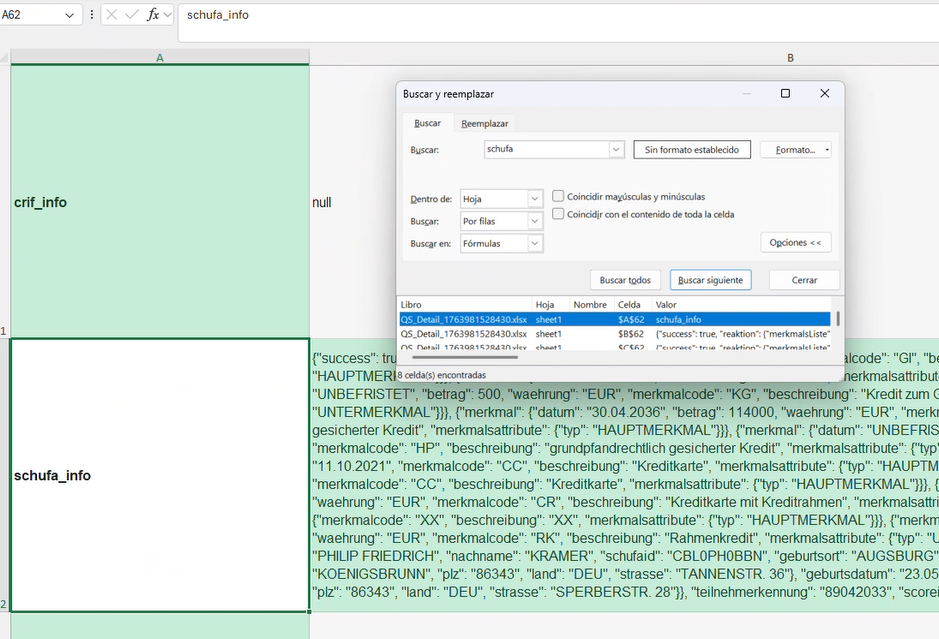 A62
fx
schufa_info
A
B
crif_info
null
1
Buscar y reemplazar
Buscar
Reemplazar
Buscar:
schufa
Sin formato establecido
Formato...
Dentro de:
Hoja
Coincidir mayúsculas y minúsculas
Buscar:
Por filas
Coincidir con el contenido de toda la celda
Buscar en:
Fórmulas
Opciones <<
Buscar todos
Buscar siguiente
Cerrar
Libro Hoja Nombre Celda Valor
QS_Detail_1763981528430.xlsx sheet1 $A$62 schufa_info
QS_Detail_1763981528430.xlsx sheet1 $B$62 {"success": true, "reaktion": {"merkmalsListe"
QS_Detail_1763981528430.xlsx sheet1 $C$62 {"success": true, "reaktion": {"merkmalsListe"
8 celda(s) encontradas
schufa_info
2
{"success": tru alcode": "GI", "be
"HAUPTMERK merkmalsattribute
"UNBEFRISTET", "betrag": 500, "waehrung": "EUR", "merkmalcode": "KG", "beschreibung": "Kredit zum G
"UNTERMERKMAL"}}}, {"merkmal": {"datum": "30.04.2036", "betrag": 114000, "waehrung": "EUR", "merk
gesicherter Kredit", "merkmalsattribute": {"typ": "HAUPTMERKMAL"}}}, {"merkmal": {"datum": "UNBEFRIS
"merkmalcode": "HP", "beschreibung": "grundpfandrechtlich gesicherter Kredit", "merkmalsattribute": {"typ"
"11.10.2021", "merkmalcode": "CC", "beschreibung": "Kreditkarte", "merkmalsattribute": {"typ": "HAUPTM
"merkmalcode": "CC", "beschreibung": "Kreditkarte", "merkmalsattribute": {"typ": "HAUPTMERKMAL"}}}, {
"waehrung": "EUR", "merkmalcode": "CR", "beschreibung": "Kreditkarte mit Kreditrahmen", "merkmalsattri
{"merkmalcode": "XX", "beschreibung": "XX", "merkmalsattribute": {"typ": "HAUPTMERKMAL"}}}, {"merkm
"waehrung": "EUR", "merkmalcode": "RK", "beschreibung": "Rahmenkredit", "merkmalsattribute": {"typ": "U
"PHILIP FRIEDRICH", "nachname": "KRAMER", "schufaid": "CBL0PH0BBN", "geburtsort": "AUGSBURG"
"KOENIGSBRUNN", "plz": "86343", "land": "DEU", "strasse": "TANNENSTR. 36"}, "geburtsdatum": "23.05
"plz": "86343", "land": "DEU", "strasse": "SPERBERSTR. 28"}}, "teilnehmerkennung": "89042033", "scorei